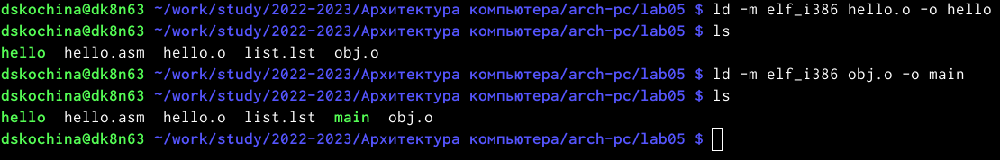 dskochina@dk8n63 ~/work/study/2022-2023/Архитектура компьютера/arch-pc/lab05 $ ld -m elf_i386 hello.o -o hello
dskochina@dk8n63 ~/work/study/2022-2023/Архитектура компьютера/arch-pc/lab05 $ ls
hello  hello.asm  hello.o  list.lst  obj.o
dskochina@dk8n63 ~/work/study/2022-2023/Архитектура компьютера/arch-pc/lab05 $ ld -m elf_i386 obj.o -o main
dskochina@dk8n63 ~/work/study/2022-2023/Архитектура компьютера/arch-pc/lab05 $ ls
hello  hello.asm  hello.o  list.lst  main  obj.o
dskochina@dk8n63 ~/work/study/2022-2023/Архитектура компьютера/arch-pc/lab05 $